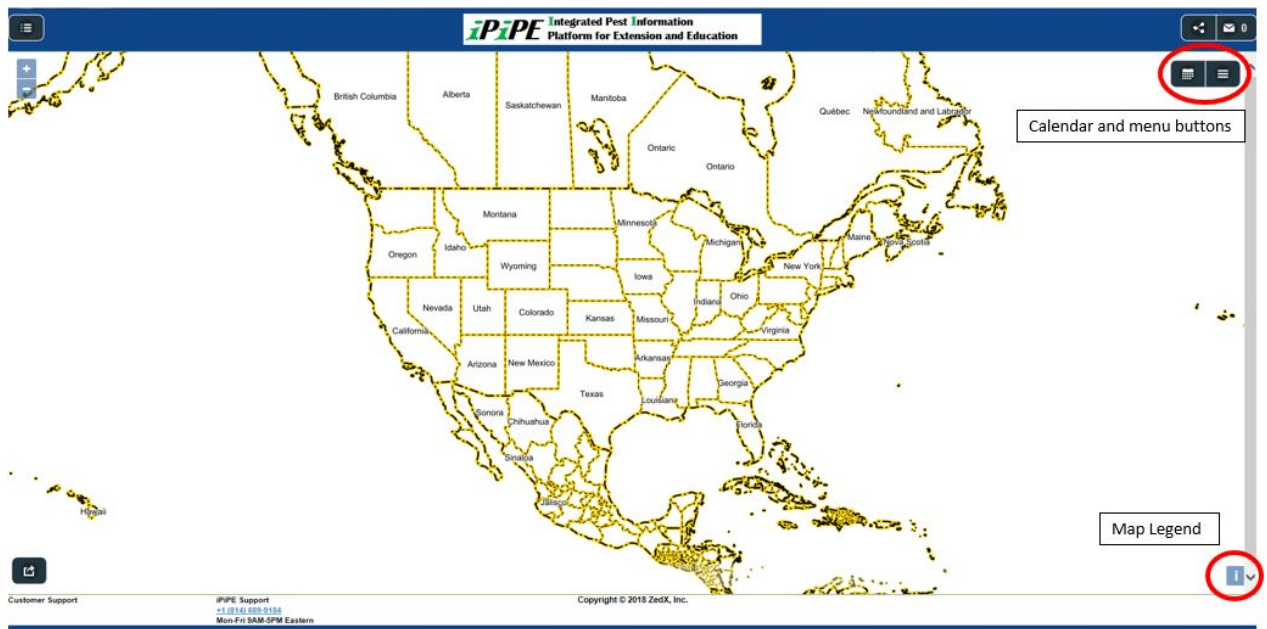 iPiPE Integrated Pest Information
Platform for Extension and Education
0
+
-
British Columbia
Alberta
Saskatchewan
Manitoba
Ontaric
Ontario
Québec
Newfoundland and Labrador
Calendar and menu buttons
Montana
Minnesota
Michigan
Maine
Nova Scotia
Oregon
Idaho
Wyoming
New York
Iowa
Nevada
Utah
Colorado
Kansas
Missouri
Indiana
Ohio
Virginia
California
Arizona
New Mexico
Arkansas
Georgia
Texas
Louisiana
Florida
Sonora
Chihuahua
Sinaloa
Jalisco
Hawaii
Map Legend
i
Customer Support
iPiPE Support
+1 (814) 689-9184
Mon-Fri 9AM-5PM Eastern
Copyright © 2018 ZedX, Inc.